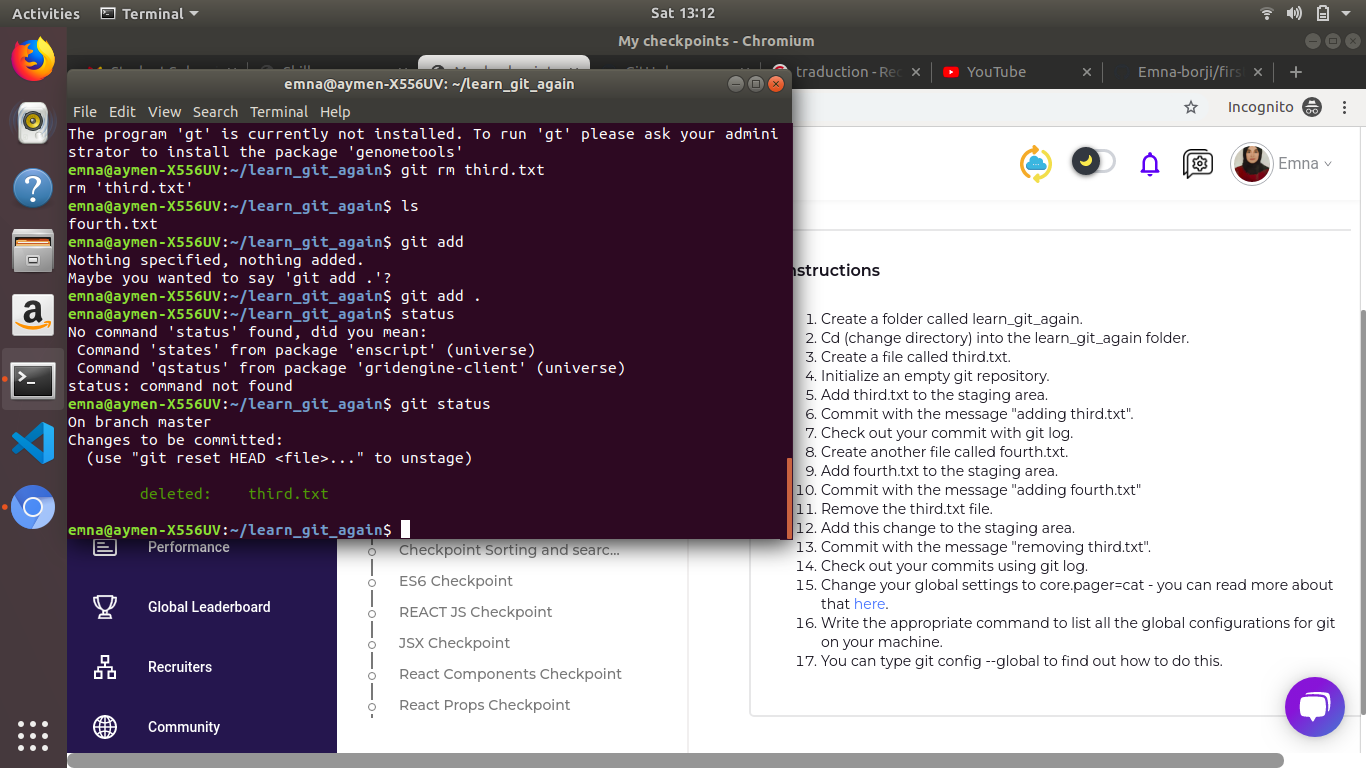 Activities
Terminal
Sat 13:12
My checkpoints - Chromium
traduction - Rec
YouTube
Emna-borji/firs
Incognito
emna@aymen-X556UV: ~/learn_git_again
File Edit View Search Terminal Help
The program 'gt' is currently not installed. To run 'gt' please ask your admini
strator to install the package 'genometools'
emna@aymen-X556UV:~/learn_git_again$ git rm third.txt
rm 'third.txt'
emna@aymen-X556UV:~/learn_git_again$ ls
fourth.txt
emna@aymen-X556UV:~/learn_git_again$ git add
Nothing specified, nothing added.
Maybe you wanted to say 'git add .'?
emna@aymen-X556UV:~/learn_git_again$ git add .
emna@aymen-X556UV:~/learn_git_again$ status
No command 'status' found, did you mean:
 Command 'states' from package 'enscript' (universe)
 Command 'qstatus' from package 'gridengine-client' (universe)
status: command not found
emna@aymen-X556UV:~/learn_git_again$ git status
On branch master
Changes to be committed:
  (use "git reset HEAD <file>..." to unstage)
        deleted:    third.txt
emna@aymen-X556UV:~/learn_git_again$
Emna
nstructions
1. Create a folder called learn_git_again.
2. Cd (change directory) into the learn_git_again folder.
3. Create a file called third.txt.
4. Initialize an empty git repository.
5. Add third.txt to the staging area.
6. Commit with the message "adding third.txt".
7. Check out your commit with git log.
8. Create another file called fourth.txt.
9. Add fourth.txt to the staging area.
10. Commit with the message "adding fourth.txt"
11. Remove the third.txt file.
12. Add this change to the staging area.
13. Commit with the message "removing third.txt".
14. Check out your commits using git log.
15. Change your global settings to core.pager=cat - you can read more about
that here.
16. Write the appropriate command to list all the global configurations for git
on your machine.
17. You can type git config --global to find out how to do this.
Performance
Global Leaderboard
Recruiters
Community
Checkpoint Sorting and searc...
ES6 Checkpoint
REACT JS Checkpoint
JSX Checkpoint
React Components Checkpoint
React Props Checkpoint